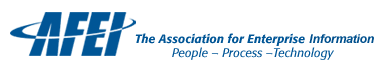 AFEI
The Association for Enterprise Information
People – Process –Technology